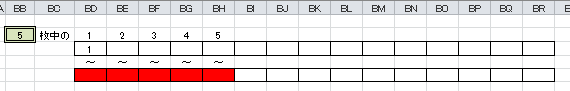 BB BC BD BE BF BG BH BI BJ BK BL BM BN BO BP BQ BR
5 枚中の 1 2 3 4 5
1
～ ～ ～ ～ ～